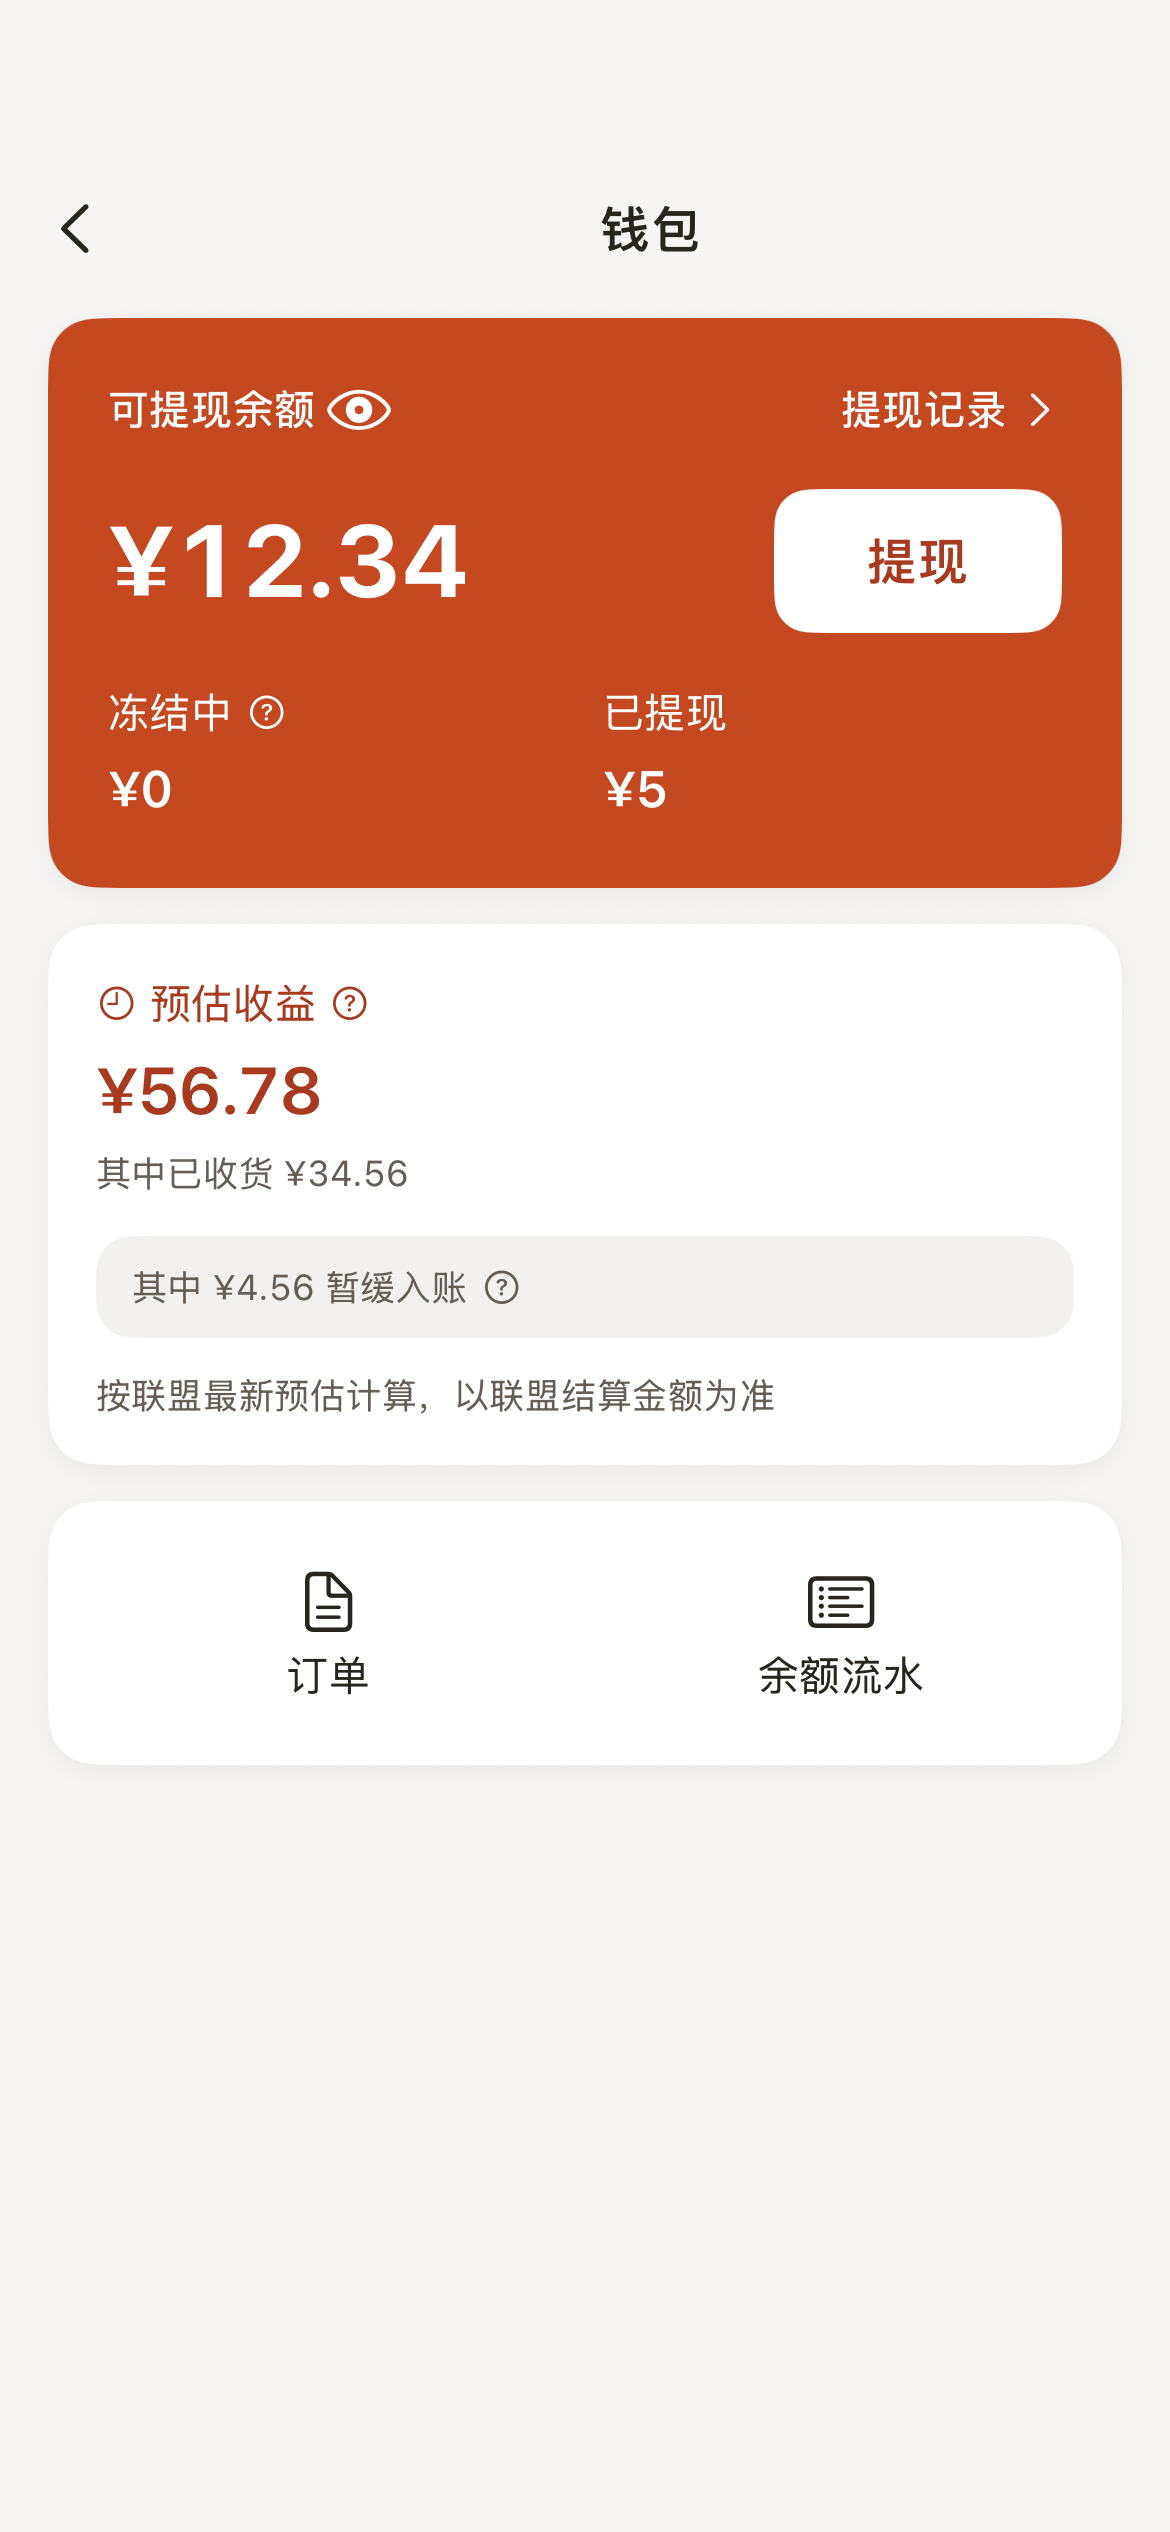 钱包
可提现余额 提现记录
¥12.34 提现
冻结中 ? 已提现
¥0 ¥5
预估收益 ?
¥56.78
其中已收货 ¥34.56
其中 ¥4.56 暂缓入账 ?
按联盟最新预估计算，以联盟结算金额为准
订单 余额流水